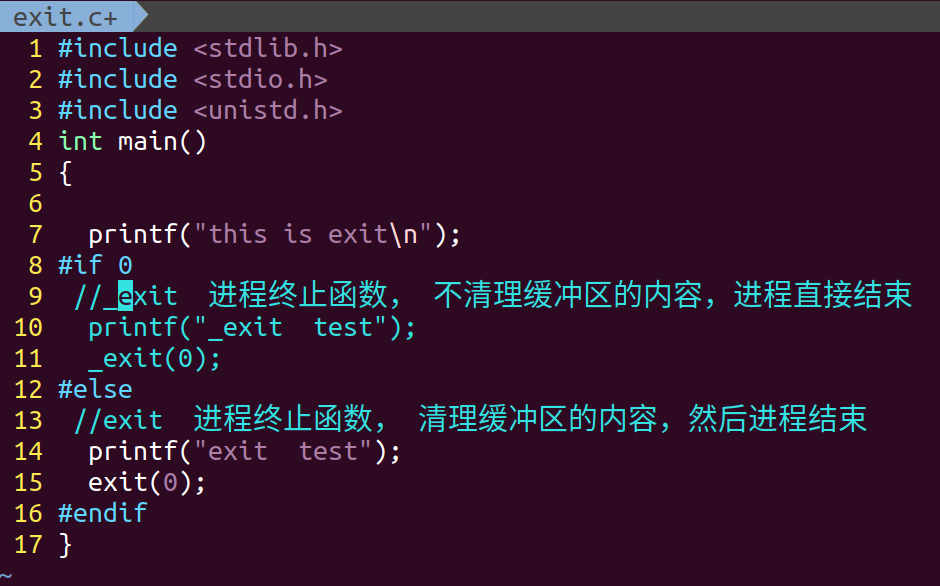 exit.c+
1 #include <stdlib.h>
2 #include <stdio.h>
3 #include <unistd.h>
4 int main()
5 {
6
7   printf("this is exit\n");
8 #if 0
9  //_exit  进程终止函数， 不清理缓冲区的内容，进程直接结束
10   printf("_exit  test");
11   _exit(0);
12 #else
13  //exit  进程终止函数， 清理缓冲区的内容，然后进程结束
14   printf("exit  test");
15   exit(0);
16 #endif
17 }
~